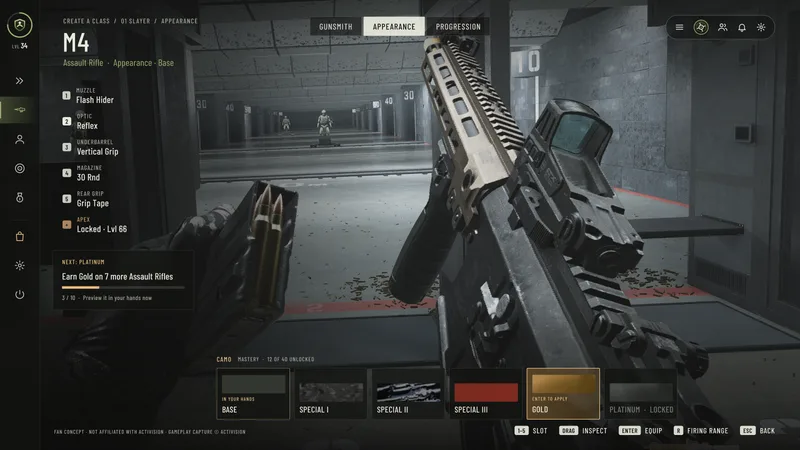 CREATE A CLASS / 01 SLAYER / APPEARANCE
GUNSMITH
APPEARANCE
PROGRESSION
LVL 34
M4
Assault Rifle · Appearance · Base
1 MUZZLE
Flash Hider
2 OPTIC
Reflex
3 UNDERBARREL
Vertical Grip
4 MAGAZINE
30 Rnd
5 REAR GRIP
Grip Tape
APEX
Locked · Lvl 66
NEXT: PLATINUM
Earn Gold on 7 more Assault Rifles
3 / 10 · Preview it in your hands now
30
40
40
30
10
CAMO MASTERY · 12 OF 40 UNLOCKED
IN YOUR HANDS
BASE
SPECIAL I
SPECIAL II
SPECIAL III
ENTER TO APPLY
GOLD
PLATINUM · LOCKED
FAN CONCEPT · NOT AFFILIATED WITH ACTIVISION · GAMEPLAY CAPTURE © ACTIVISION
1-5 SLOT
DRAG INSPECT
ENTER EQUIP
R FIRING RANGE
ESC BACK